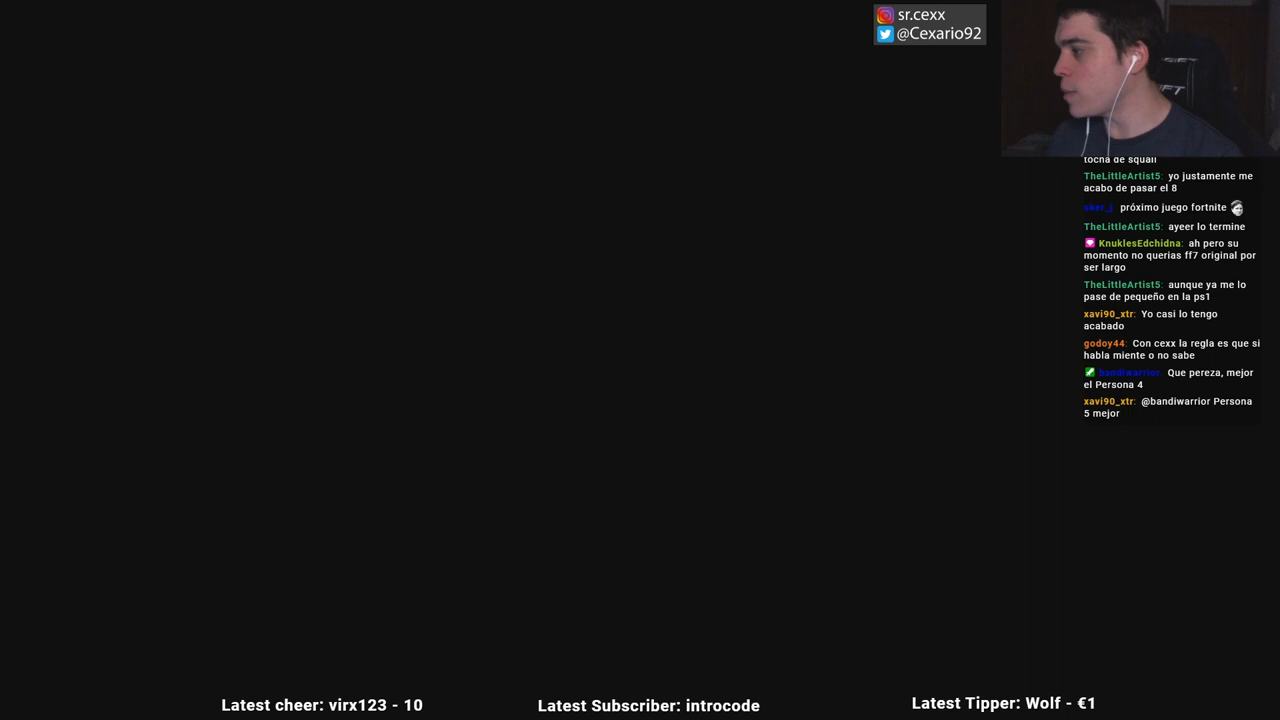 sr.cexx
@Cexario92
tocha de squall
TheLittleArtist5: yo justamente me
acabo de pasar el 8
próximo juego fortnite
TheLittleArtist5: ayeer lo termine
KnuklesEdchidna: ah pero su
momento no querias ff7 original por
ser largo
TheLittleArtist5: aunque ya me lo
pase de pequeño en la ps1
xavi90_xtr: Yo casi lo tengo
acabado
godoy44: Con cexx la regla es que si
habla miente o no sabe
bandiwarrior: Que pereza, mejor
el Persona 4
xavi90_xtr: @bandiwarrior Persona
5 mejor
Latest cheer: virx123 - 10
Latest Subscriber: introcode
Latest Tipper: Wolf - €1